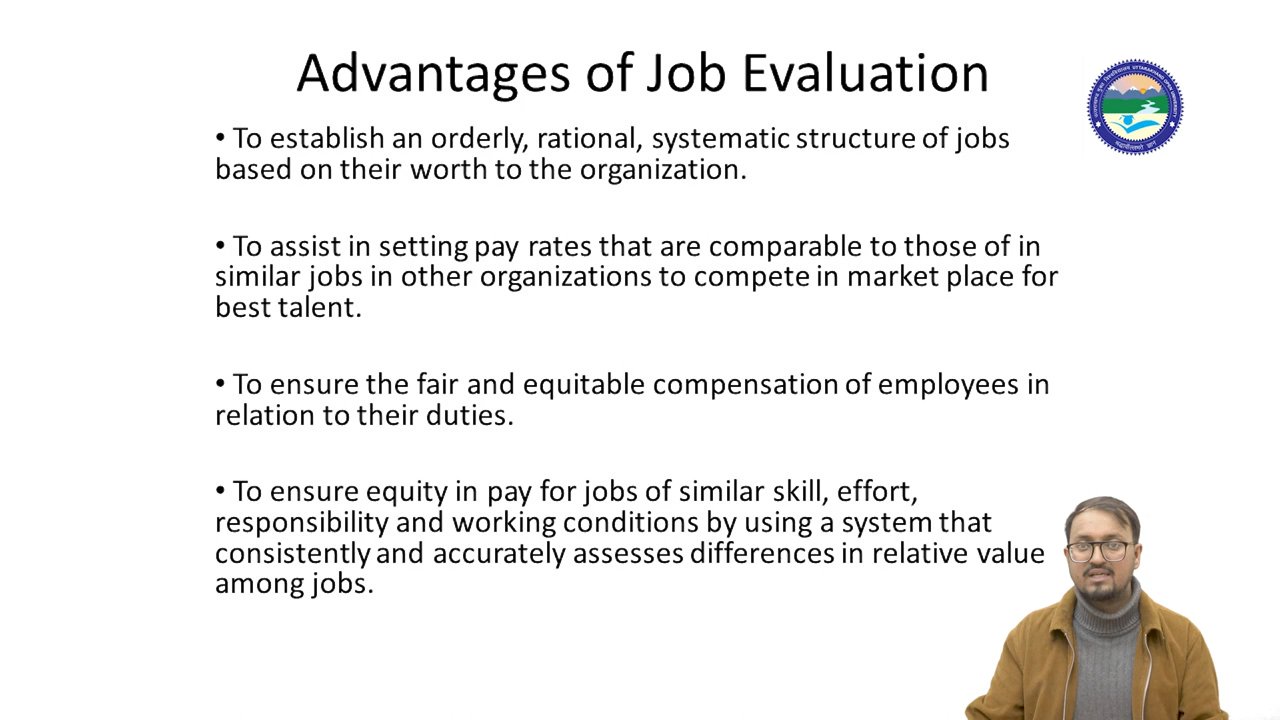 Advantages of Job Evaluation
• To establish an orderly, rational, systematic structure of jobs
based on their worth to the organization.
• To assist in setting pay rates that are comparable to those of in
similar jobs in other organizations to compete in market place for
best talent.
• To ensure the fair and equitable compensation of employees in
relation to their duties.
• To ensure equity in pay for jobs of similar skill, effort,
responsibility and working conditions by using a system that
consistently and accurately assesses differences in relative value
among jobs.